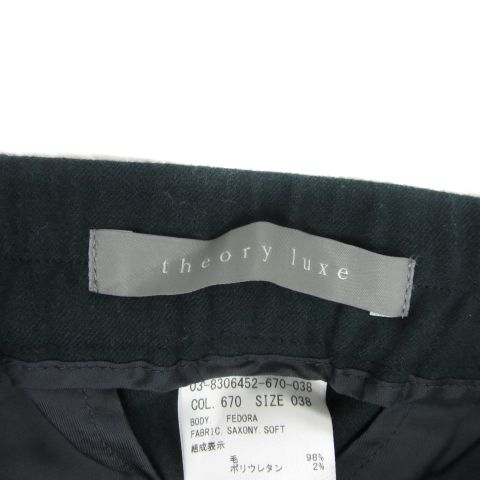 theory luxe
03-8306452-670-038
COL. 670 SIZE 038
BODY. FEDORA
FABRIC. SAXONY.SOFT
組成表示
毛 98%
ポリウレタン 2%